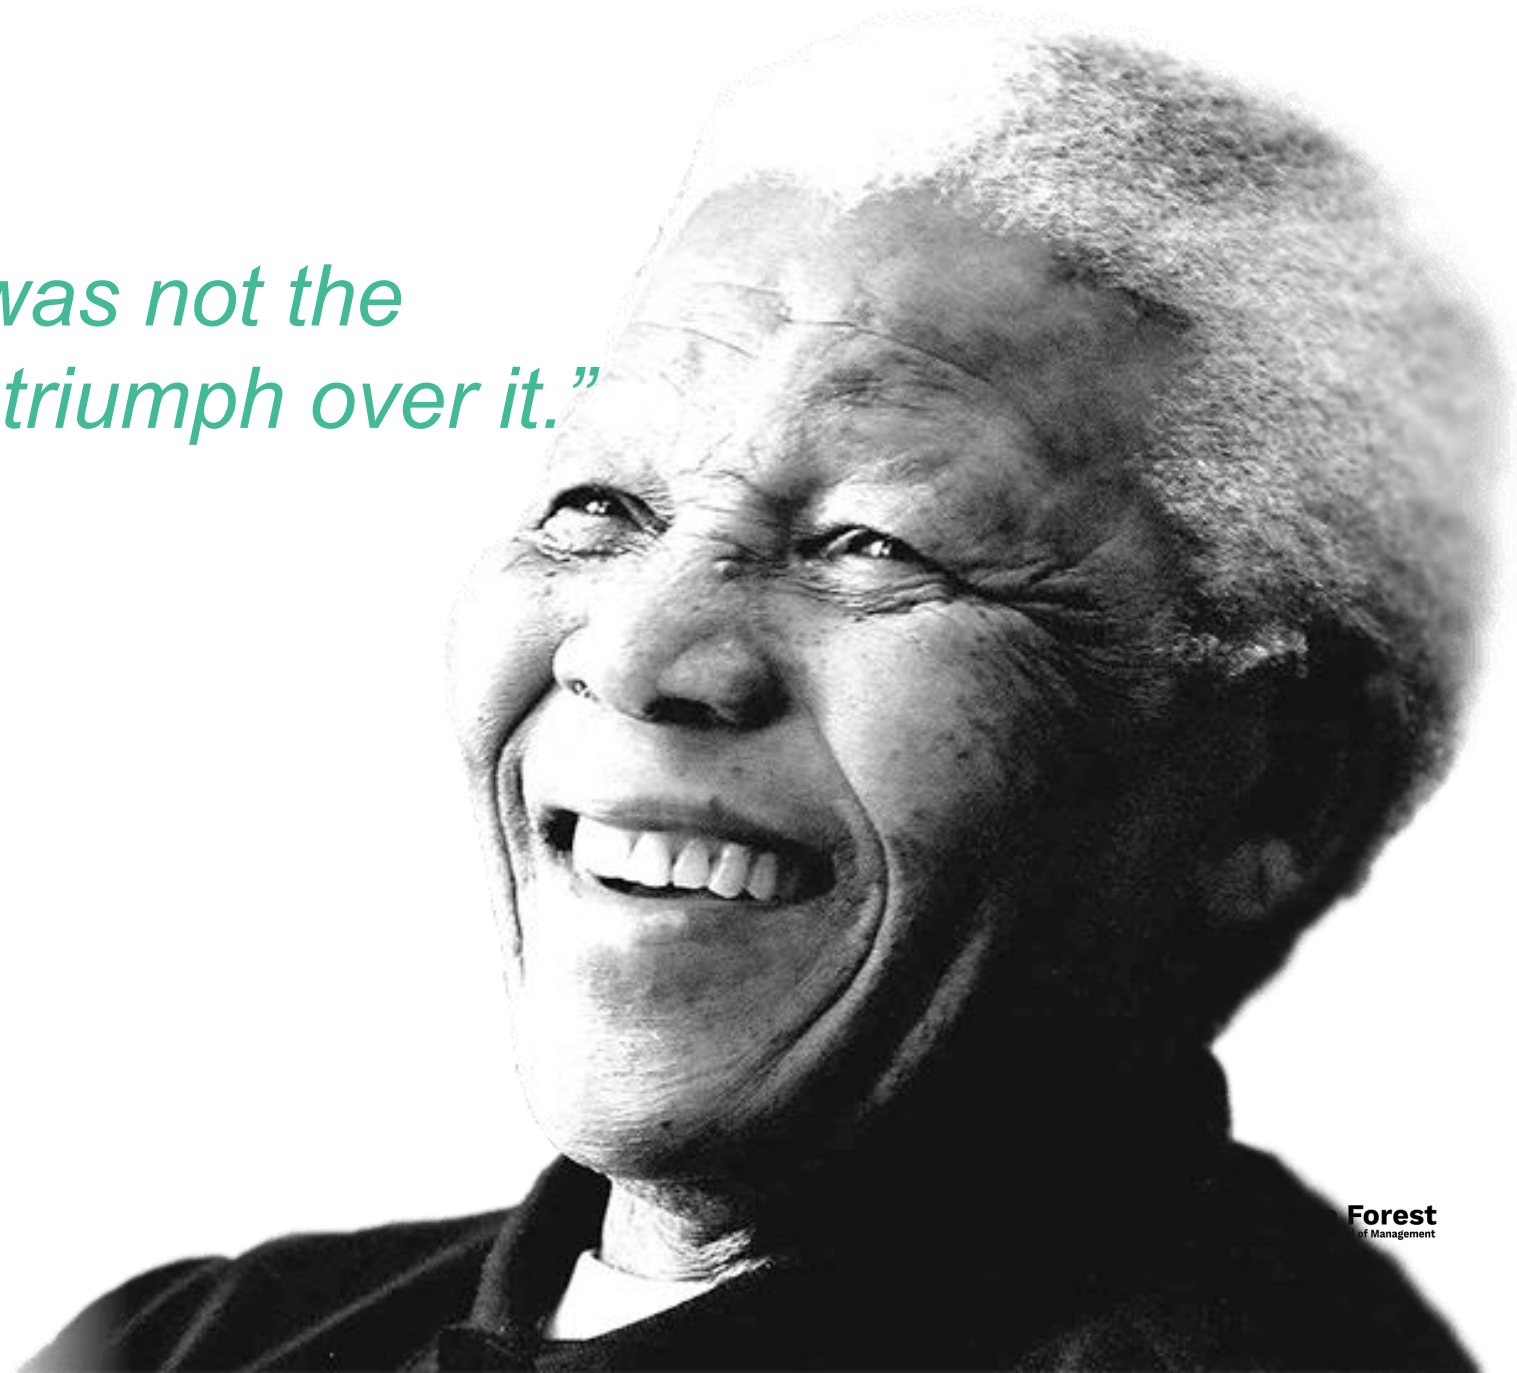 was not the
triumph over it.”
Forest
of Management